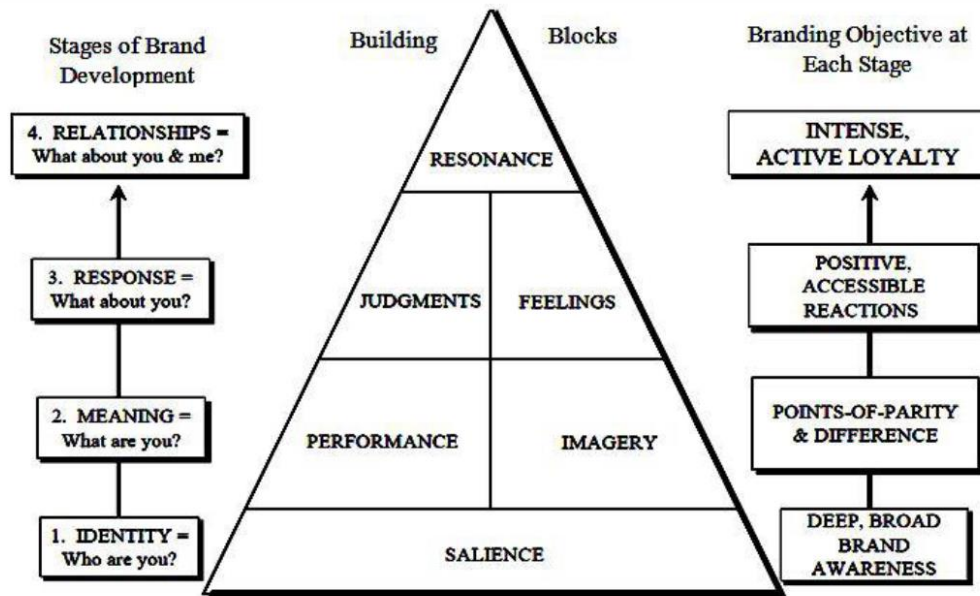 Stages of Brand
Development
Building
Blocks
Branding Objective at
Each Stage
4. RELATIONSHIPS =
What about you & me?
RESONANCE
INTENSE,
ACTIVE LOYALTY
3. RESPONSE =
What about you?
JUDGMENTS
FEELINGS
POSITIVE,
ACCESSIBLE
REACTIONS
2. MEANING =
What are you?
PERFORMANCE
IMAGERY
POINTS-OF-PARITY
& DIFFERENCE
1. IDENTITY =
Who are you?
SALIENCE
DEEP, BROAD
BRAND
AWARENESS